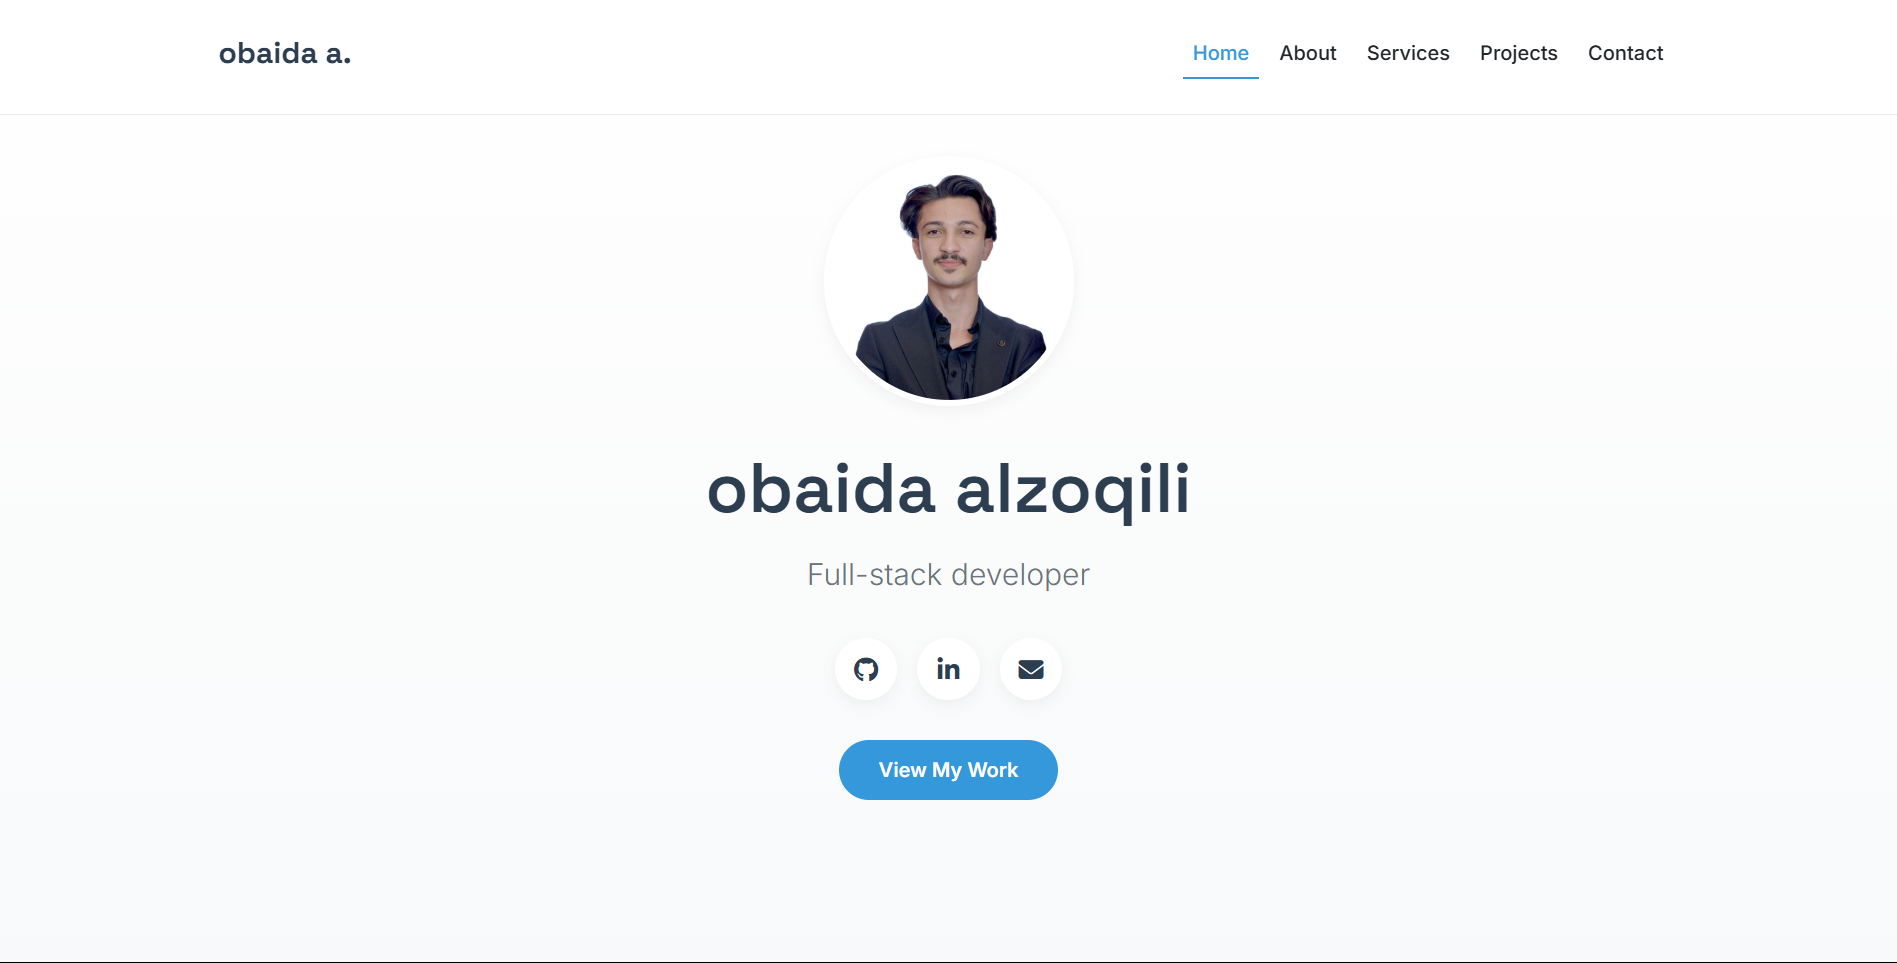 obaida a.
Home About Services Projects Contact
obaida alzoqili
Full-stack developer
in
View My Work